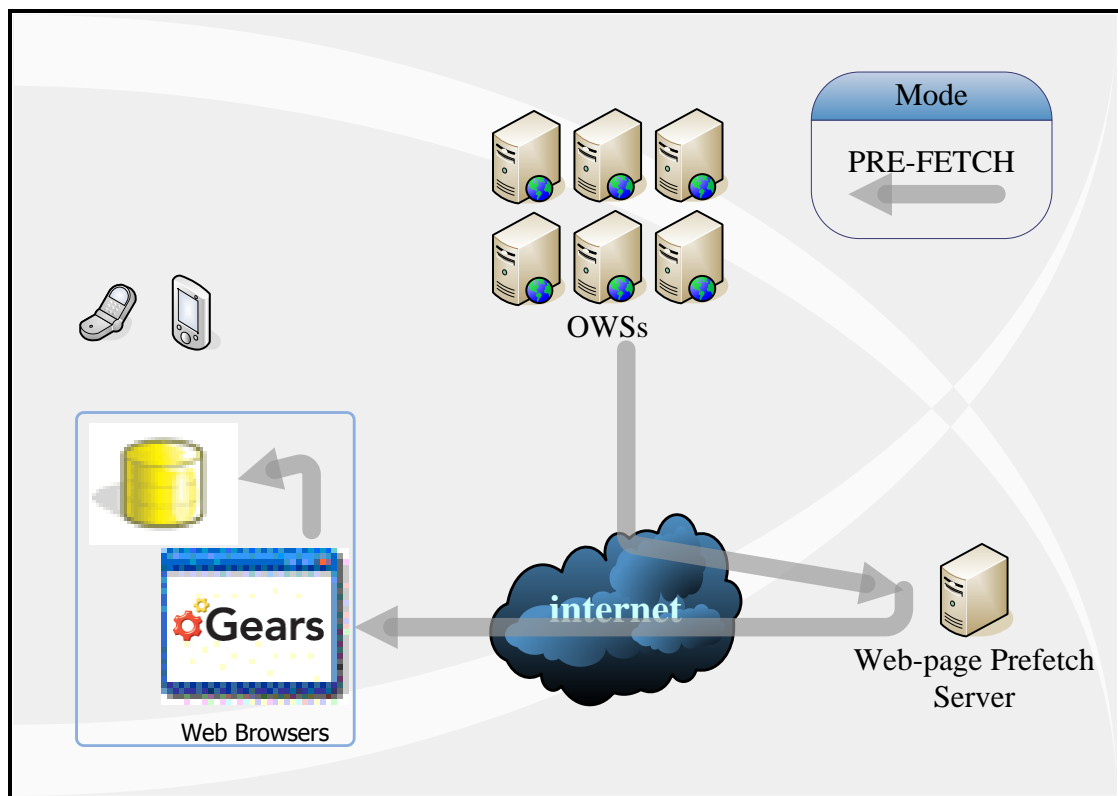 Mode
PRE-FETCH
OWSs
internet
Gears
Web-page Prefetch
Server
Web Browsers